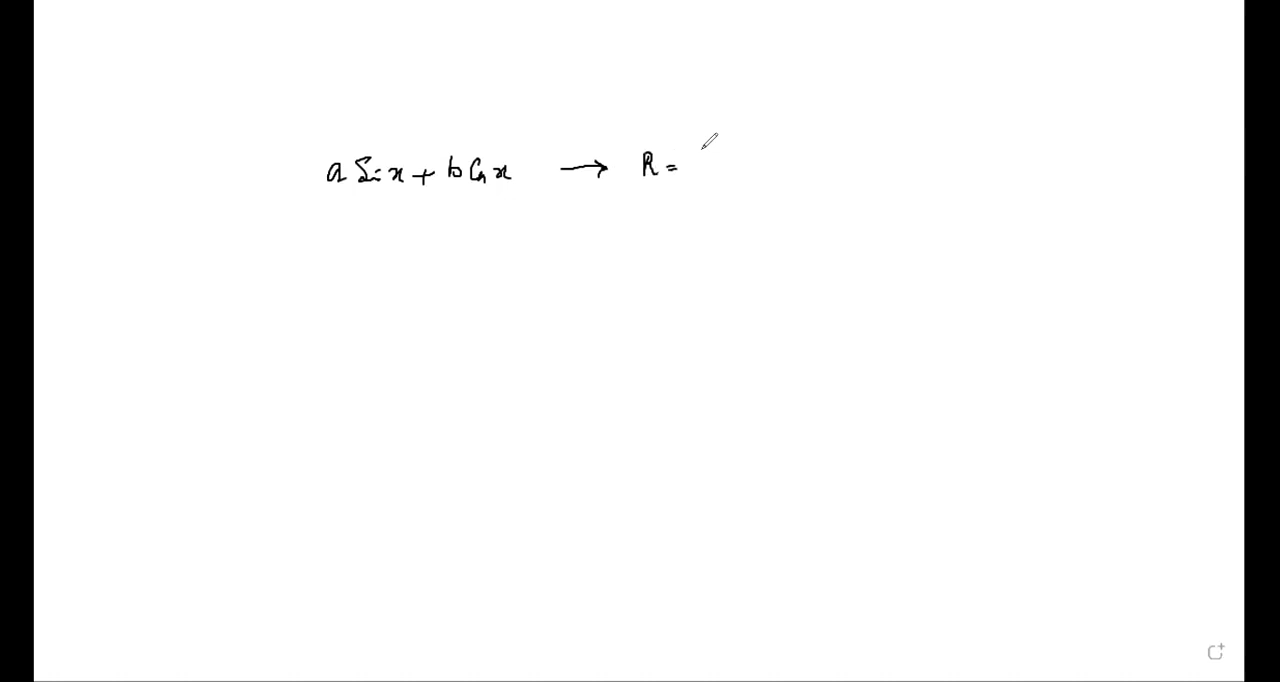 a Sin x + b Cos x → R =